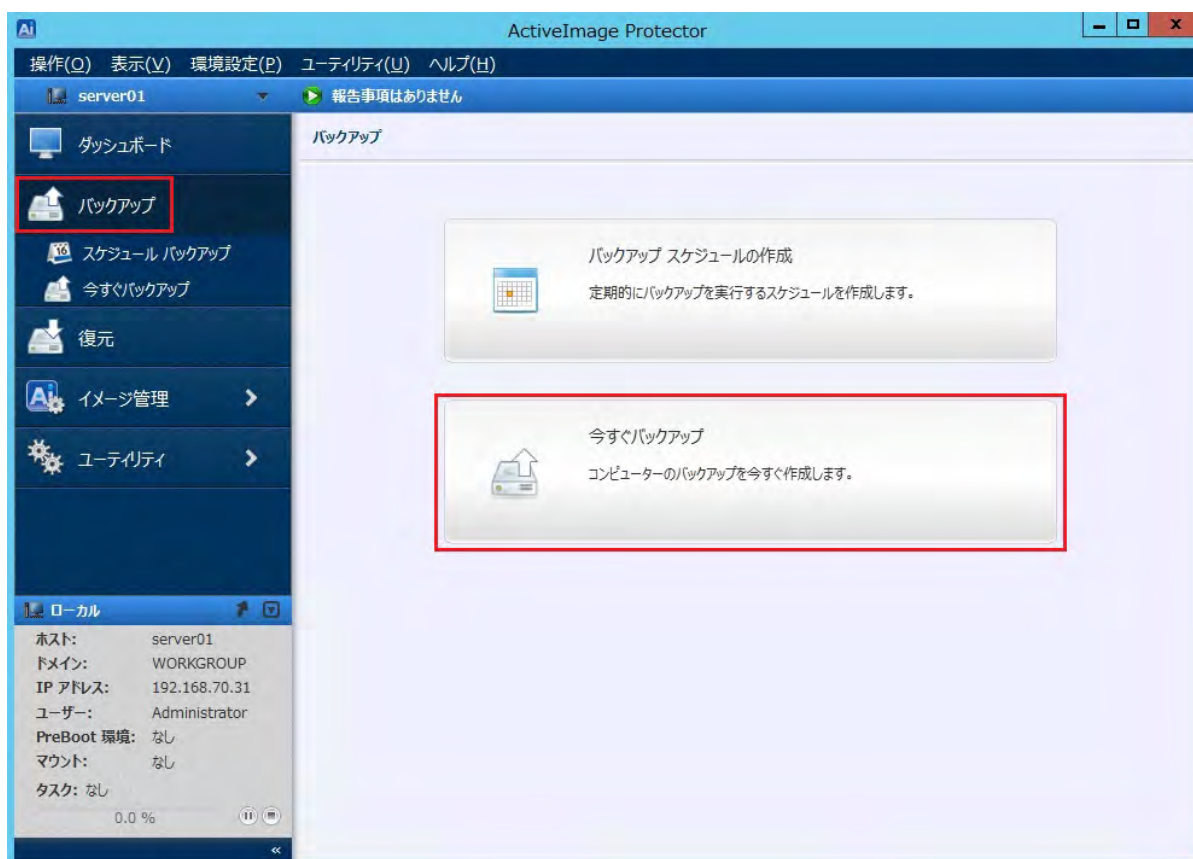 Ai ActiveImage Protector
操作(O) 表示(V) 環境設定(P) ユーティリティ(U) ヘルプ(H)
server01 報告事項はありません
ダッシュボード
バックアップ
バックアップ
スケジュール バックアップ
今すぐバックアップ
復元
Ai イメージ管理
ユーティリティ
バックアップ スケジュールの作成
定期的にバックアップを実行するスケジュールを作成します。
今すぐバックアップ
コンピューターのバックアップを今すぐ作成します。
ローカル
ホスト: server01
ドメイン: WORKGROUP
IP アドレス: 192.168.70.31
ユーザー: Administrator
PreBoot 環境: なし
マウント: なし
タスク: なし
0.0 %